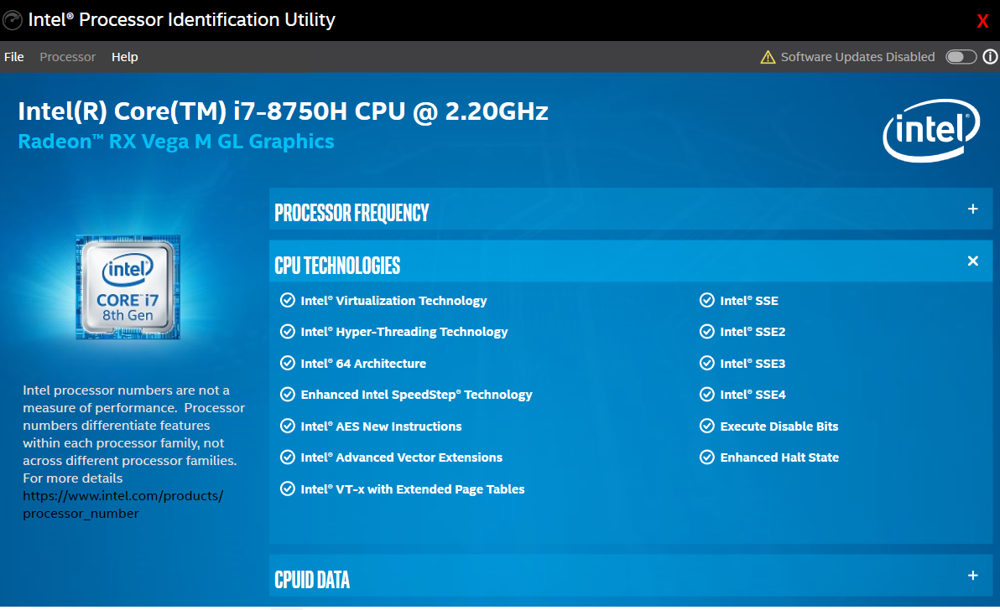 Intel® Processor Identification Utility
X
File Processor Help
Software Updates Disabled
Intel(R) Core(TM) i7-8750H CPU @ 2.20GHz
Radeon™ RX Vega M GL Graphics
intel®
PROCESSOR FREQUENCY +
CPU TECHNOLOGIES
Intel® Virtualization Technology
Intel® Hyper-Threading Technology
Intel® 64 Architecture
Enhanced Intel SpeedStep® Technology
Intel® AES New Instructions
Intel® Advanced Vector Extensions
Intel® VT-x with Extended Page Tables
Intel® SSE
Intel® SSE2
Intel® SSE3
Intel® SSE4
Execute Disable Bits
Enhanced Halt State
intel®
CORE™ i7
8th Gen
Intel processor numbers are not a
measure of performance. Processor
numbers differentiate features
within each processor family, not
across different processor families.
For more details
https://www.intel.com/products/
processor_number
CPUID DATA +